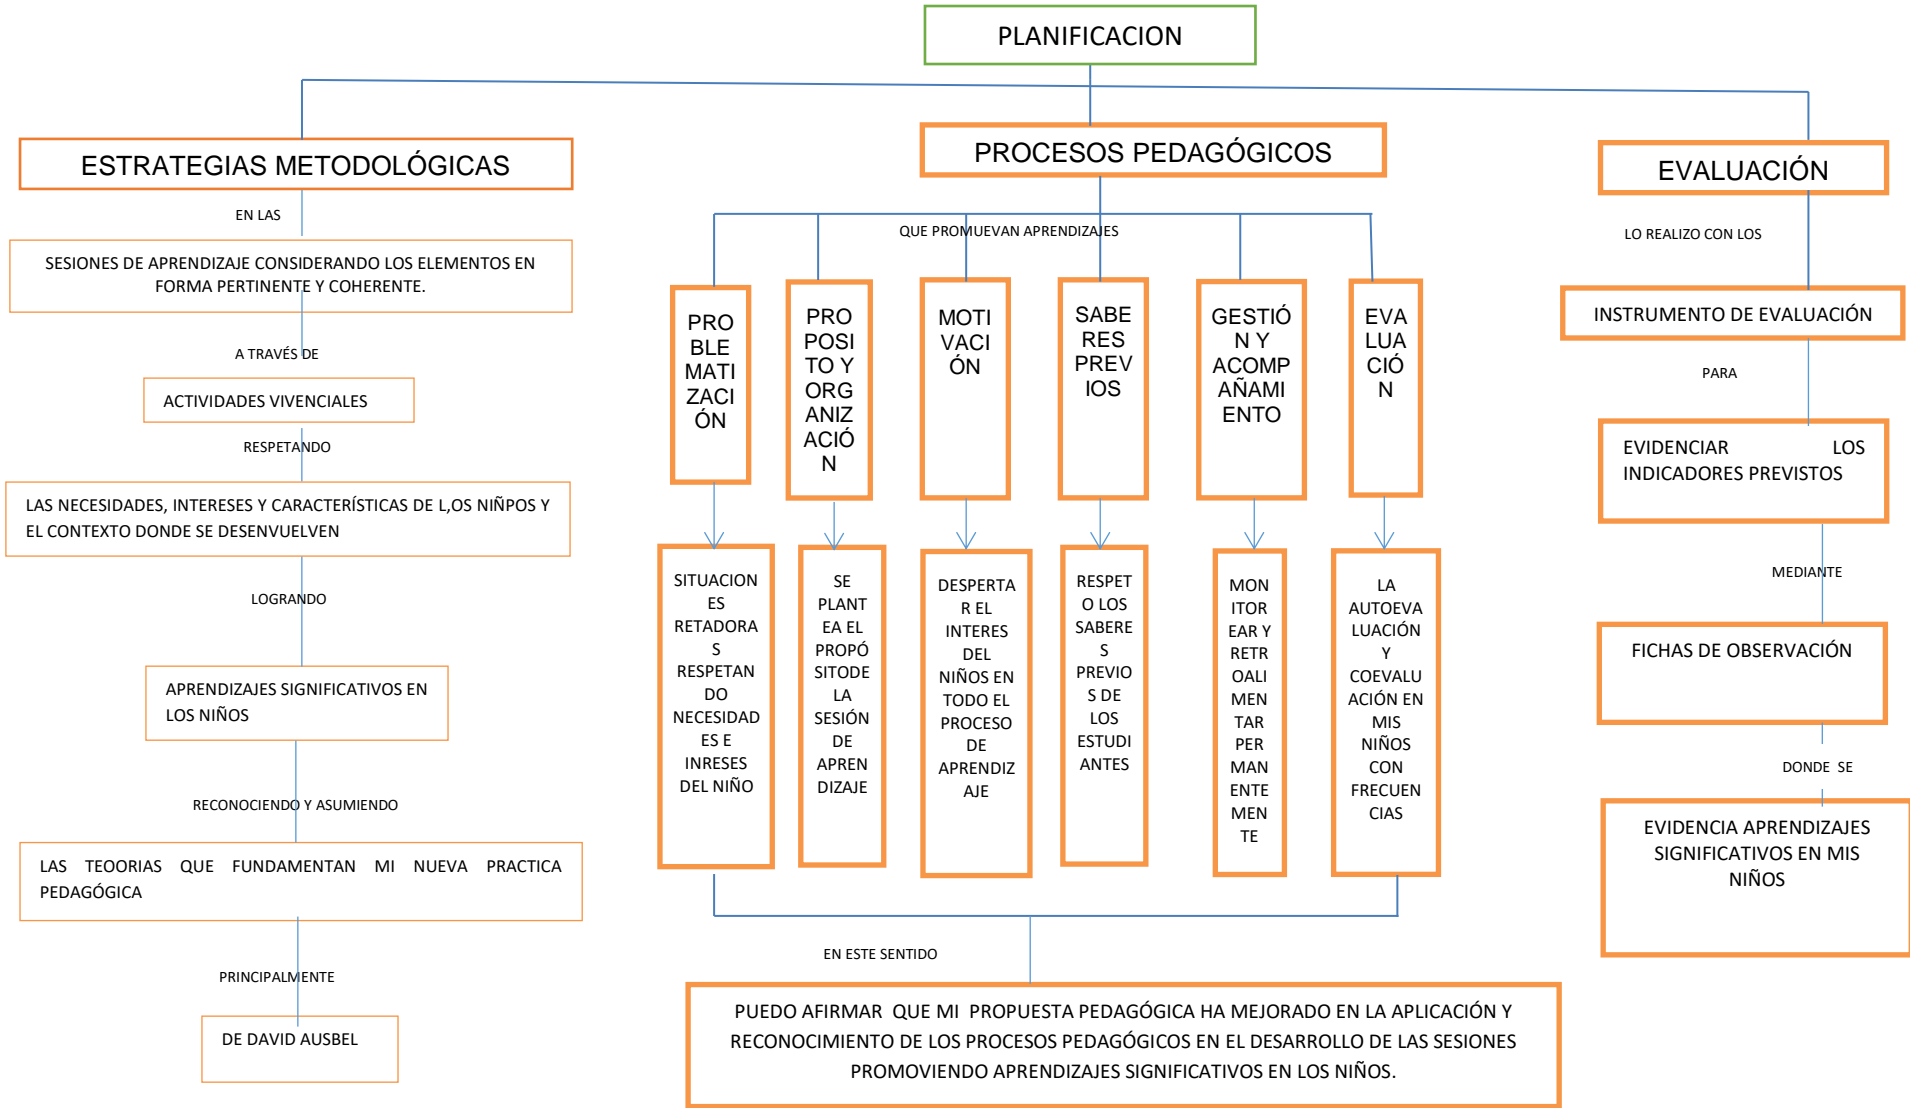 PLANIFICACION
ESTRATEGIAS METODOLÓGICAS
EN LAS
SESIONES DE APRENDIZAJE CONSIDERANDO LOS ELEMENTOS EN
FORMA PERTINENTE Y COHERENTE.
A TRAVÉS DE
ACTIVIDADES VIVENCIALES
RESPETANDO
LAS NECESIDADES, INTERESES Y CARACTERÍSTICAS DE L,OS NIÑPOS Y
EL CONTEXTO DONDE SE DESENVUELVEN
LOGRANDO
APRENDIZAJES SIGNIFICATIVOS EN
LOS NIÑOS
RECONOCIENDO Y ASUMIENDO
LAS TEOORIAS QUE FUNDAMENTAN MI NUEVA PRACTICA
PEDAGÓGICA
PRINCIPALMENTE
DE DAVID AUSBEL
PROCESOS PEDAGÓGICOS
QUE PROMUEVAN APRENDIZAJES
PRO
BLE
MATI
ZACI
ÓN
SITUACION
ES
RETADORA
S
RESPETAN
DO
NECESIDAD
ES E
INRESES
DEL NIÑO
PRO
POSI
TO Y
ORG
ANIZ
ACIÓ
N
SE
PLANT
EA EL
PROPÓ
SITODE
LA
SESIÓN
DE
APREN
DIZAJE
MOTI
VACI
ÓN
DESPERTA
R EL
INTERES
DEL
NIÑOS EN
TODO EL
PROCESO
DE
APRENDIZ
AJE
SABE
RES
PREV
IOS
RESPET
O LOS
SABERE
S
PREVIO
S DE
LOS
ESTUDI
ANTES
GESTIÓ
N Y
ACOMP
AÑAMI
ENTO
MON
ITOR
EAR Y
RETR
OALI
MEN
TAR
PER
MAN
ENTE
MEN
TE
EVA
LUA
CIÓ
N
LA
AUTOEVA
LUACIÓN
Y
COEVALU
ACIÓN EN
MIS
NIÑOS
CON
FRECUEN
CIAS
EN ESTE SENTIDO
PUEDO AFIRMAR QUE MI PROPUESTA PEDAGÓGICA HA MEJORADO EN LA APLICACIÓN Y
RECONOCIMIENTO DE LOS PROCESOS PEDAGÓGICOS EN EL DESARROLLO DE LAS SESIONES
PROMOVIENDO APRENDIZAJES SIGNIFICATIVOS EN LOS NIÑOS.
EVALUACIÓN
LO REALIZO CON LOS
INSTRUMENTO DE EVALUACIÓN
PARA
EVIDENCIAR LOS
INDICADORES PREVISTOS
MEDIANTE
FICHAS DE OBSERVACIÓN
DONDE SE
EVIDENCIA APRENDIZAJES
SIGNIFICATIVOS EN MIS
NIÑOS